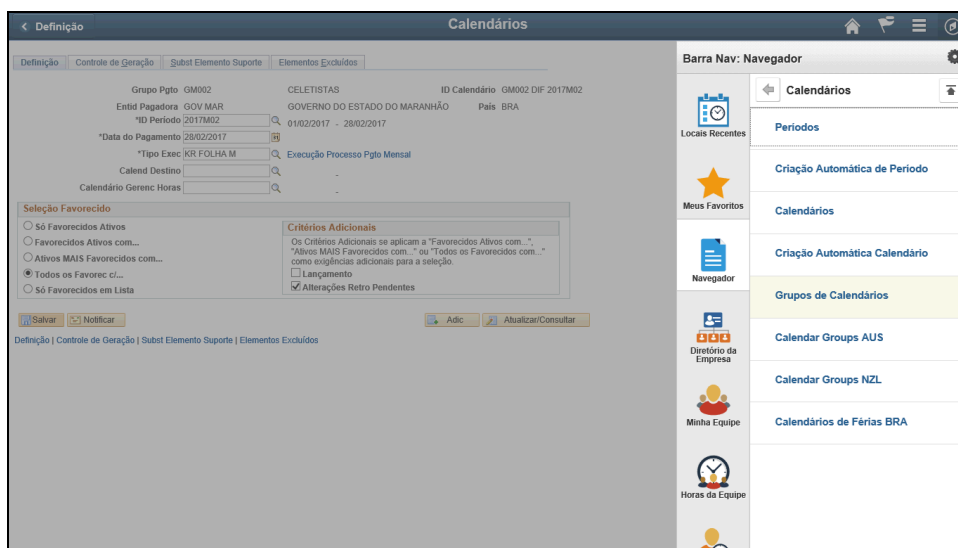 Definição
Calendários
Definição Controle de Geração Subst Elemento Suporte Elementos Excluídos
Grupo Pgto GM002 CELETISTAS ID Calendário GM002 DIF 2017M02
Entid Pagadora GOV MAR GOVERNO DO ESTADO DO MARANHÃO País BRA
*ID Período 2017M02 01/02/2017 - 28/02/2017
*Data do Pagamento 28/02/2017
*Tipo Exec KR FOLHA M Execução Processo Pgto Mensal
Calend Destino -
Calendário Gerenc Horas -
Seleção Favorecido
Só Favorecidos Ativos
Favorecidos Ativos com...
Ativos MAIS Favorecidos com...
Todos os Favorec c/...
Só Favorecidos em Lista
Critérios Adicionais
Os Critérios Adicionais se aplicam a "Favorecidos Ativos com...",
"Ativos MAIS Favorecidos com..." ou "Todos os Favorecidos com..."
como exigências adicionais para a seleção.
Lançamento
Alterações Retro Pendentes
Salvar Notificar Adic Atualizar/Consultar
Definição | Controle de Geração | Subst Elemento Suporte | Elementos Excluídos
Barra Nav: Navegador
Locais Recentes
Meus Favoritos
Navegador
Diretório da
Empresa
Minha Equipe
Horas da Equipe
Calendários
Períodos
Criação Automática de Período
Calendários
Criação Automática Calendário
Grupos de Calendários
Calendar Groups AUS
Calendar Groups NZL
Calendários de Férias BRA